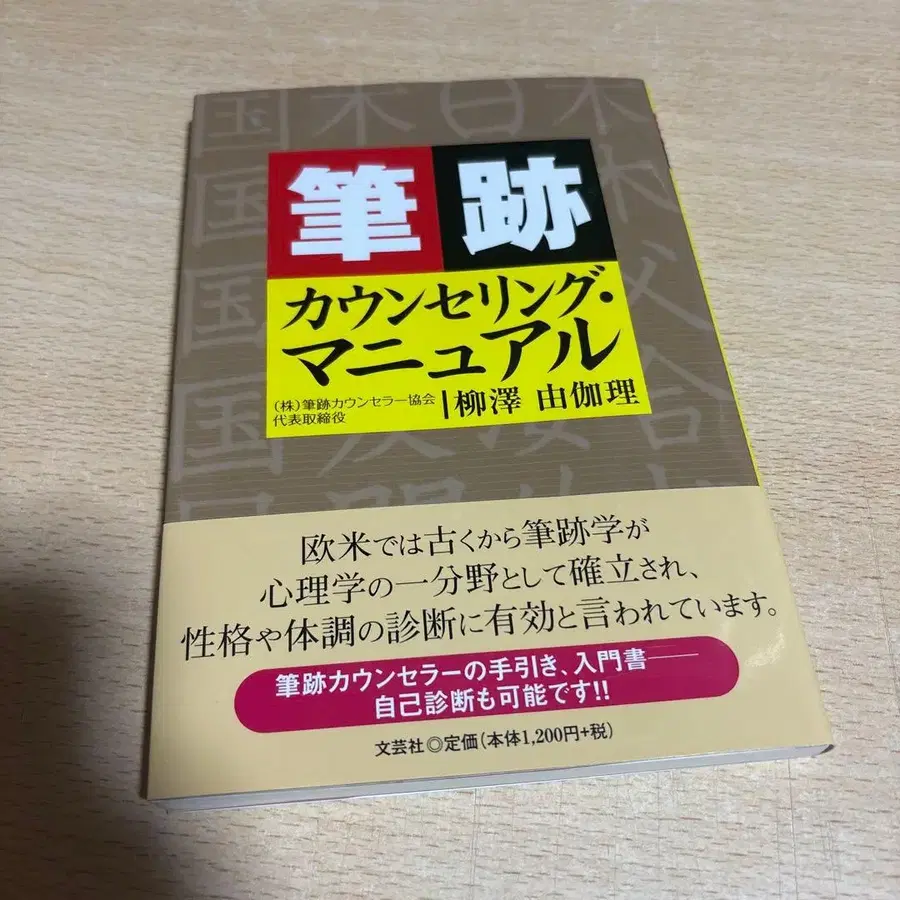 筆跡
カウンセリング・
マニュアル
(株)筆跡カウンセラー協会
代表取締役
柳澤 由伽理
欧米では古くから筆跡学が
心理学の一分野として確立され、
性格や体調の診断に有効と言われています。
筆跡カウンセラーの手引き、入門書――
自己診断も可能です!!
文芸社◎定価(本体1,200円+税)